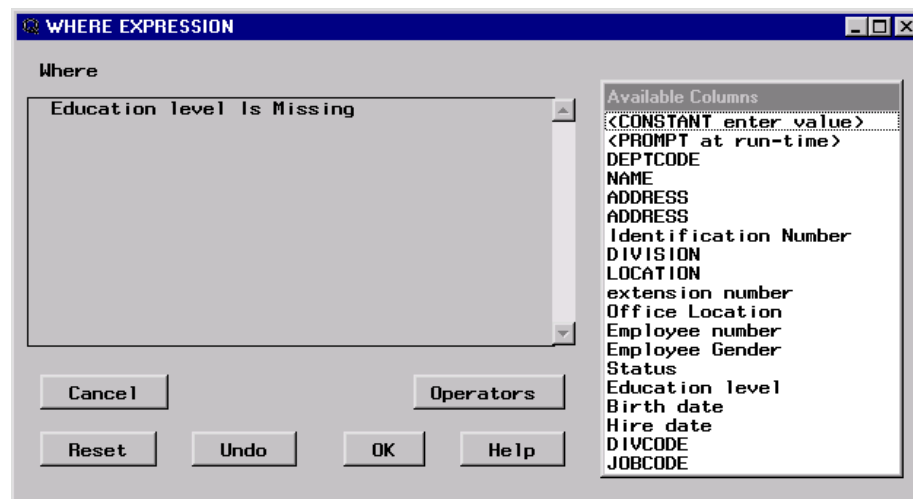 WHERE EXPRESSION
Where
Education level Is Missing
Available Columns
<CONSTANT enter value>
<PROMPT at run-time>
DEPTCODE
NAME
ADDRESS
ADDRESS
Identification Number
DIVISION
LOCATION
extension number
Office Location
Employee number
Employee Gender
Status
Education level
Birth date
Hire date
DIVCODE
JOBCODE
Cancel
Operators
Reset
Undo
OK
Help